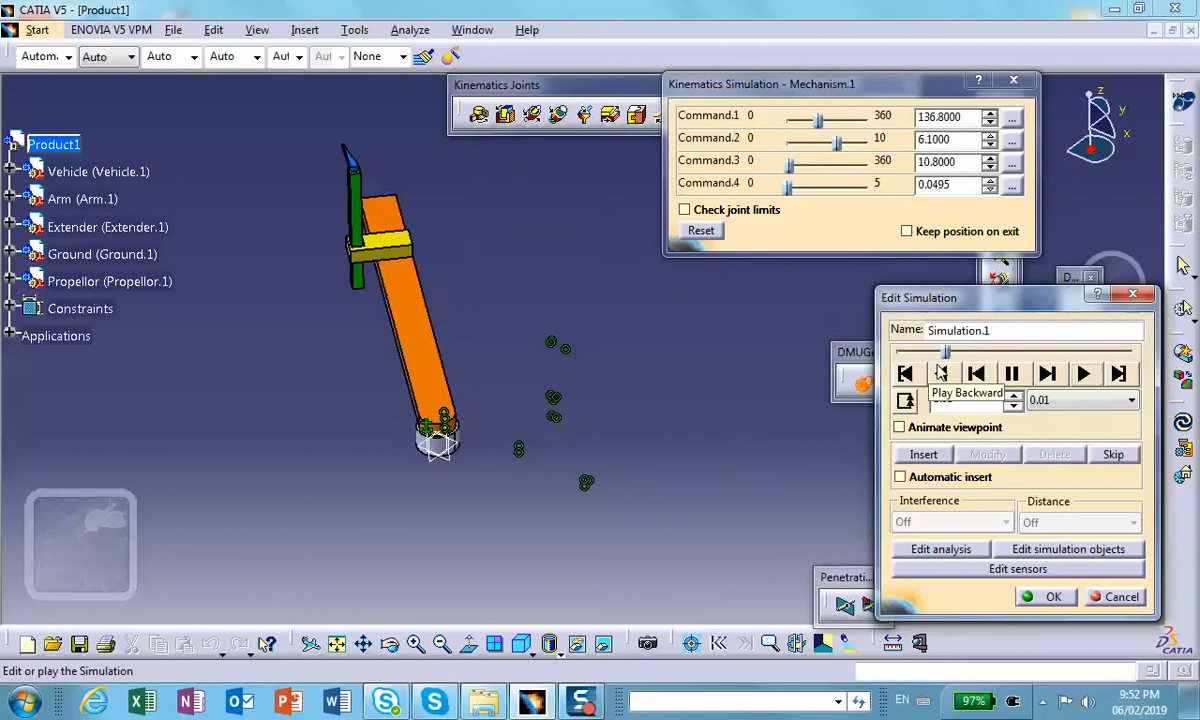 CATIA V5 - [Product1]
Start ENOVIA V5 VPM File Edit View Insert Tools Analyze Window Help
Autom Auto Auto Auto Aut Aut None
Kinematics Joints
Kinematics Simulation - Mechanism.1
Command.1 0 360 136.8000 ...
Command.2 0 10 6.1000 ...
Command.3 0 360 10.8000 ...
Command.4 0 5 0.0495 ...
Check joint limits
Reset Keep position on exit
z
y
x
Product1
Vehicle (Vehicle.1)
Arm (Arm.1)
Extender (Extender.1)
Ground (Ground.1)
Propellor (Propellor.1)
Constraints
Applications
D...
DMUG
Edit Simulation
Name: Simulation.1
Play Backward
0.01
Animate viewpoint
Insert Modify Delete Skip
Automatic insert
Interference Distance
Off Off
Edit analysis Edit simulation objects
Edit sensors
OK Cancel
Penetrati...
CATIA
Edit or play the Simulation
EN 97% 9:52 PM
06/02/2019